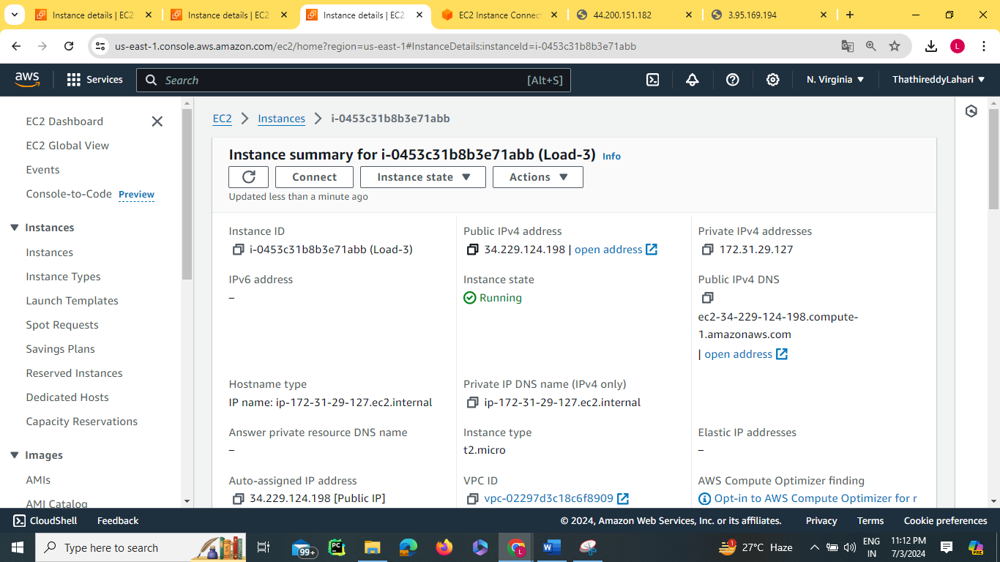 Instance details | EC2
Instance details | EC2
Instance details | EC2
EC2 Instance Connect
44.200.151.182
3.95.169.194
us-east-1.console.aws.amazon.com/ec2/home?region=us-east-1#InstanceDetails:instanceId=i-0453c31b8b3e71abb
L
aws
Services
Search
[Alt+S]
N. Virginia
ThathireddyLahari
EC2 Dashboard
EC2 Global View
Events
Console-to-Code Preview
Instances
Instances
Instance Types
Launch Templates
Spot Requests
Savings Plans
Reserved Instances
Dedicated Hosts
Capacity Reservations
Images
AMIs
AMI Catalog
EC2
Instances
i-0453c31b8b3e71abb
Instance summary for i-0453c31b8b3e71abb (Load-3) Info
Connect
Instance state
Actions
Updated less than a minute ago
Instance ID
i-0453c31b8b3e71abb (Load-3)
Public IPv4 address
34.229.124.198 | open address
Private IPv4 addresses
172.31.29.127
IPv6 address
–
Instance state
Running
Public IPv4 DNS
ec2-34-229-124-198.compute-
1.amazonaws.com
| open address
Hostname type
IP name: ip-172-31-29-127.ec2.internal
Private IP DNS name (IPv4 only)
ip-172-31-29-127.ec2.internal
Answer private resource DNS name
–
Instance type
t2.micro
Elastic IP addresses
–
Auto-assigned IP address
34.229.124.198 [Public IP]
VPC ID
vpc-02297d3c18c6f8909
AWS Compute Optimizer finding
Opt-in to AWS Compute Optimizer for r
CloudShell
Feedback
© 2024, Amazon Web Services, Inc. or its affiliates.
Privacy
Terms
Cookie preferences
Type here to search
99+
PC
L
W
27°C Haze
ENG
IN
11:12 PM
7/3/2024
PRE